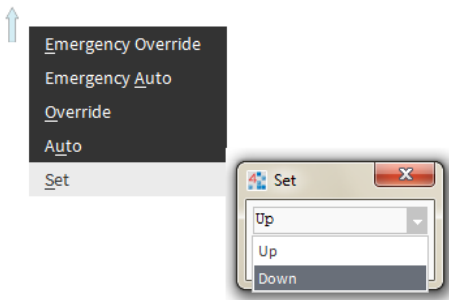 Emergency Override
Emergency Auto
Override
Auto
Set
Set
Up
Up
Down